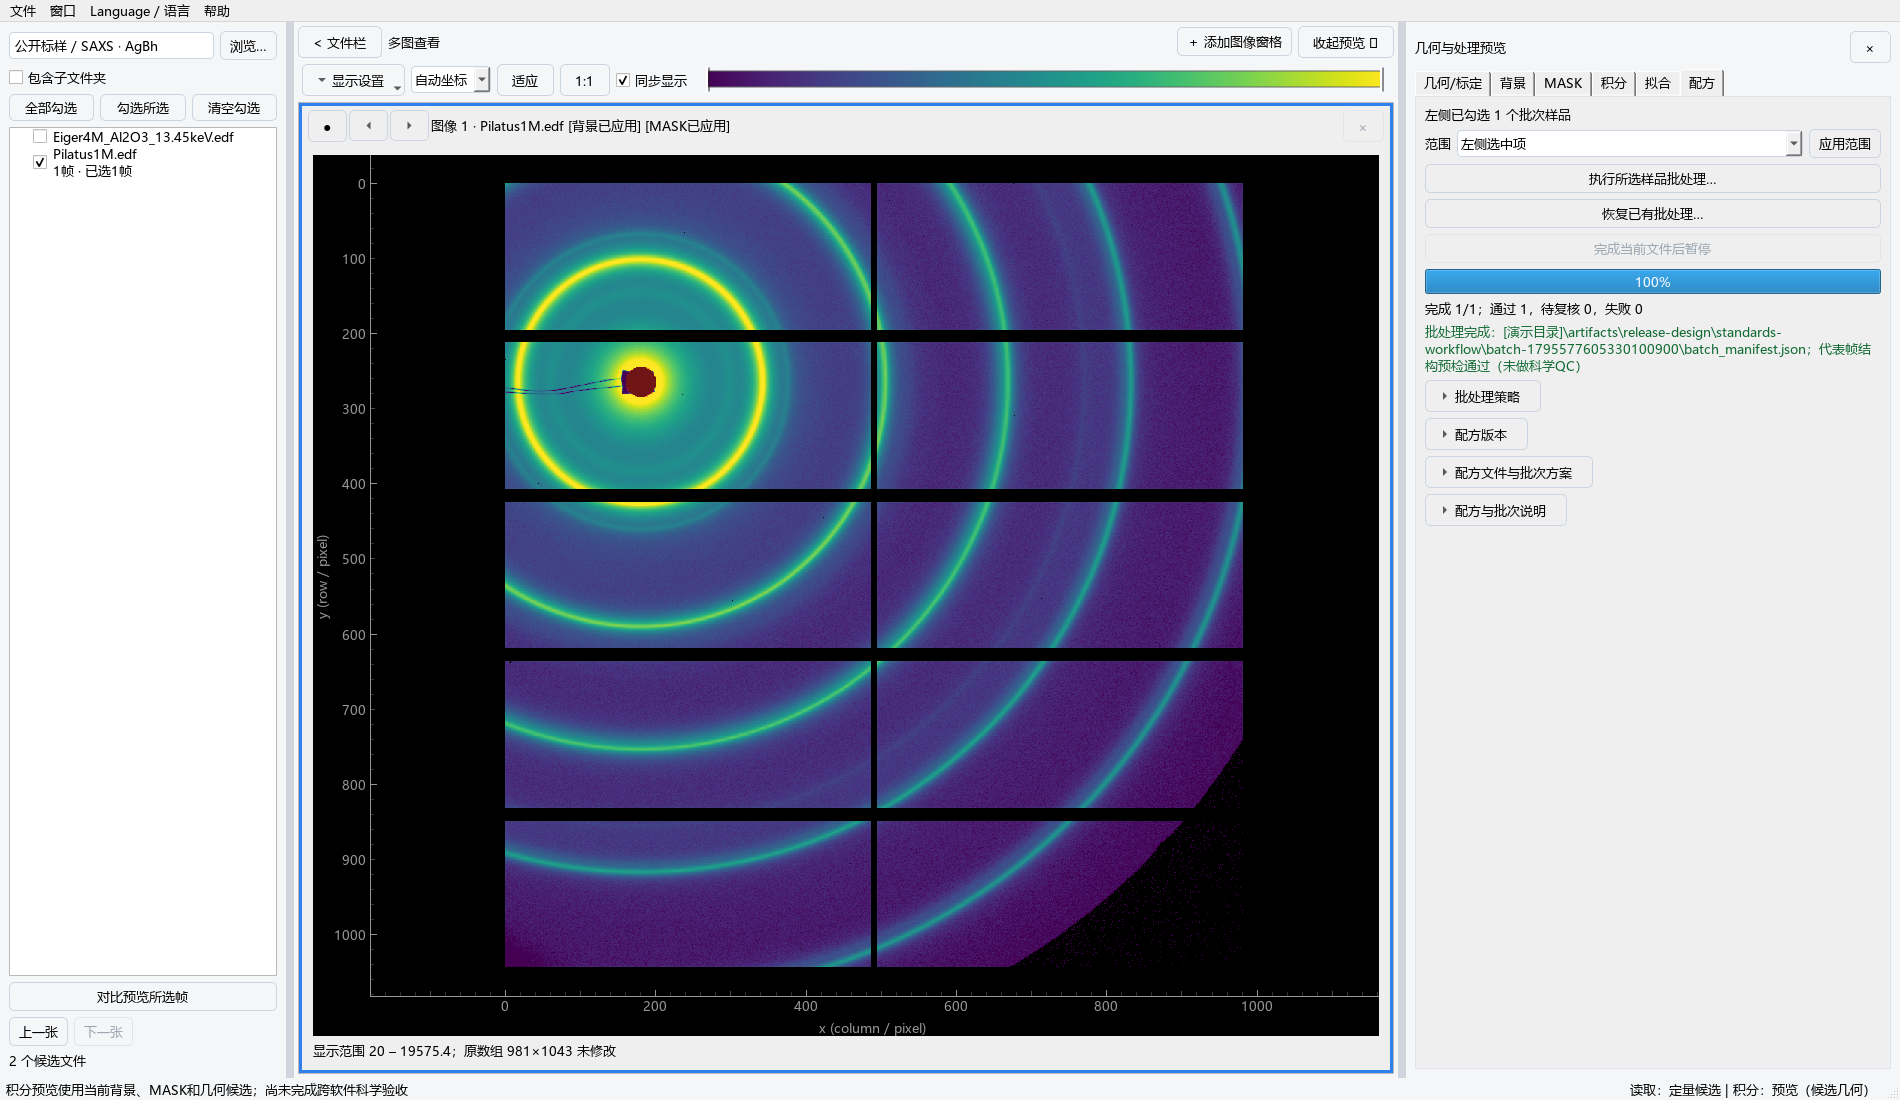 文件 窗口 Language / 语言 帮助
公开标样 / SAXS · AgBh 浏览...
包含子文件夹
全部勾选 勾选所选 清空勾选
Eiger4M_Al2O3_13.45keV.edf
Pilatus1M.edf
1帧 · 已选1帧
对比预览所选帧
上一张 下一张
2 个候选文件
< 文件栏 多图查看 + 添加图像窗格 收起预览
显示设置 自动坐标 适应 1:1 同步显示
图像 1 · Pilatus1M.edf [背景已应用] [MASK已应用]
0
100
200
300
400
500
600
700
800
900
1000
y (row / pixel)
0 200 400 600 800 1000
x (column / pixel)
显示范围 20 – 19575.4；原数组 981×1043 未修改
几何与处理预览
几何/标定 背景 MASK 积分 拟合 配方
左侧已勾选 1 个批次样品
范围 左侧选中项 应用范围
执行所选样品批处理...
恢复已有批处理...
完成当前文件后暂停
100%
完成 1/1；通过 1，待复核 0，失败 0
批处理完成：[演示目录]\artifacts\release-design\standards-
workflow\batch-1795577605330100900\batch_manifest.json；代表帧结
构预检通过（未做科学QC）
批处理策略
配方版本
配方文件与批次方案
配方与批次说明
积分预览使用当前背景、MASK和几何候选；尚未完成跨软件科学验收 读取：定量候选 | 积分：预览（候选几何）